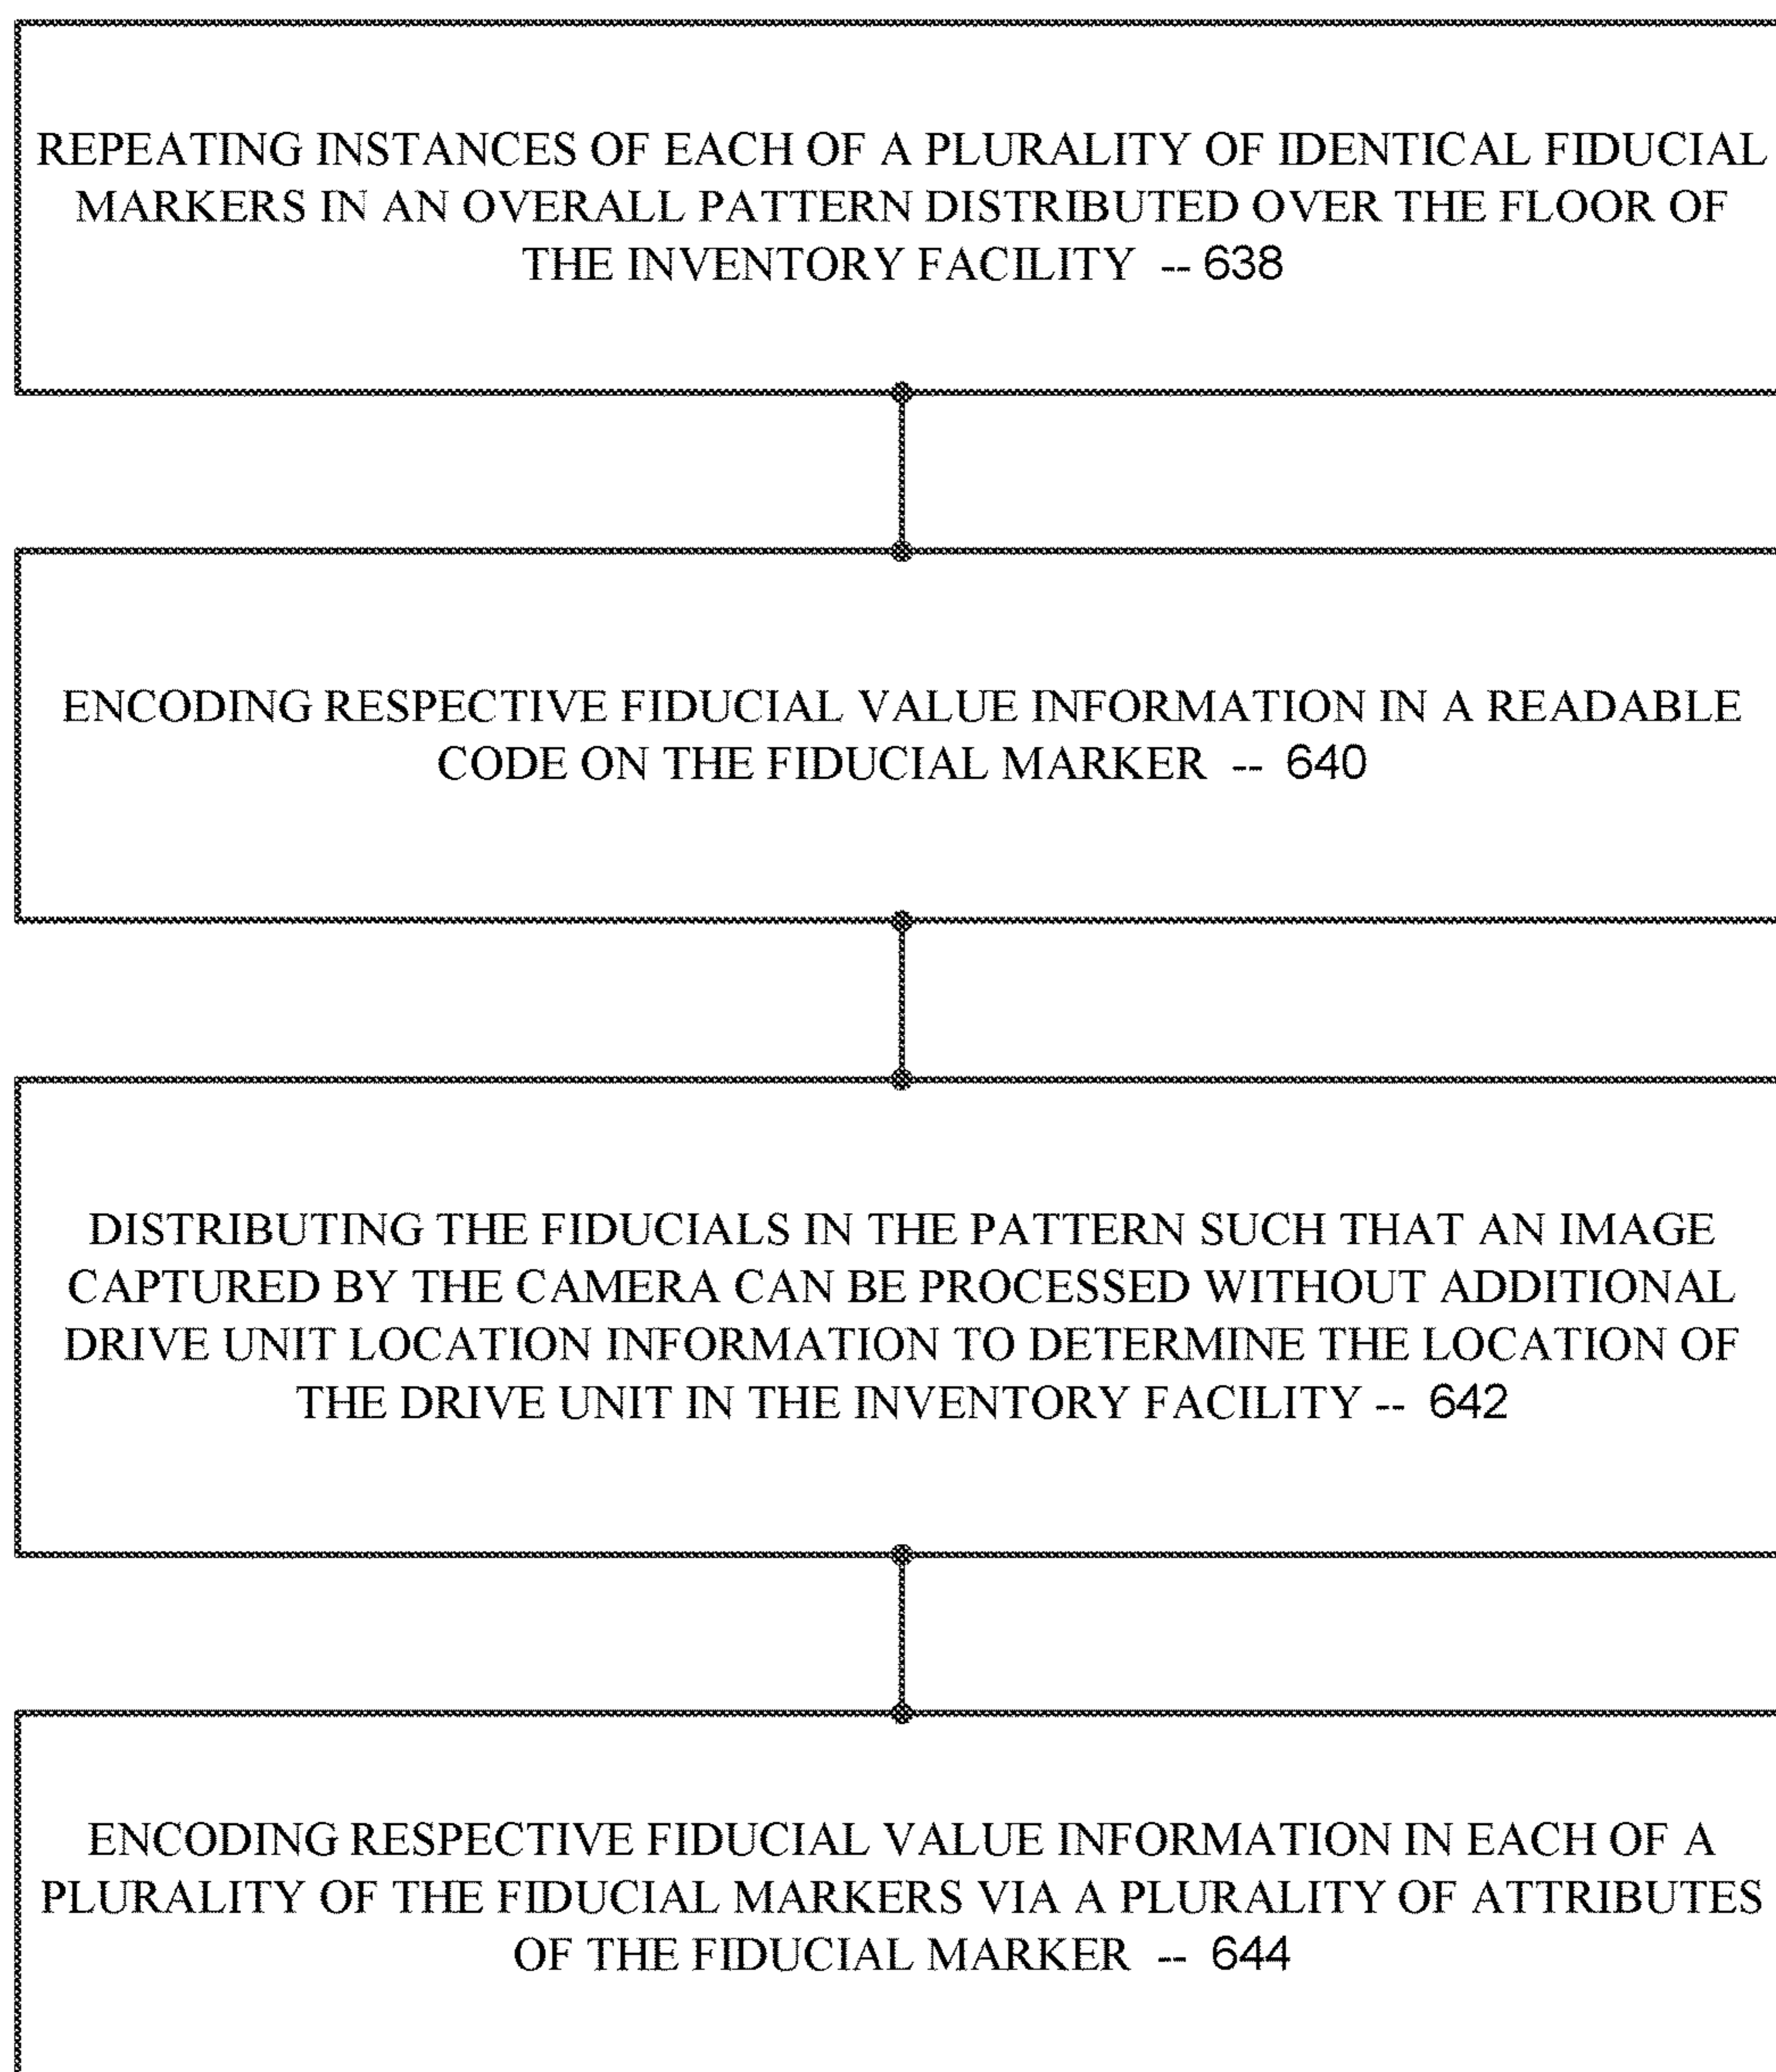 REPEATING INSTANCES OF EACH OF A PLURALITY OF IDENTICAL FIDUCIAL
MARKERS IN AN OVERALL PATTERN DISTRIBUTED OVER THE FLOOR OF
THE INVENTORY FACILITY -- 638
ENCODING RESPECTIVE FIDUCIAL VALUE INFORMATION IN A READABLE
CODE ON THE FIDUCIAL MARKER -- 640
DISTRIBUTING THE FIDUCIALS IN THE PATTERN SUCH THAT AN IMAGE
CAPTURED BY THE CAMERA CAN BE PROCESSED WITHOUT ADDITIONAL
DRIVE UNIT LOCATION INFORMATION TO DETERMINE THE LOCATION OF
THE DRIVE UNIT IN THE INVENTORY FACILITY -- 642
ENCODING RESPECTIVE FIDUCIAL VALUE INFORMATION IN EACH OF A
PLURALITY OF THE FIDUCIAL MARKERS VIA A PLURALITY OF ATTRIBUTES
OF THE FIDUCIAL MARKER -- 644